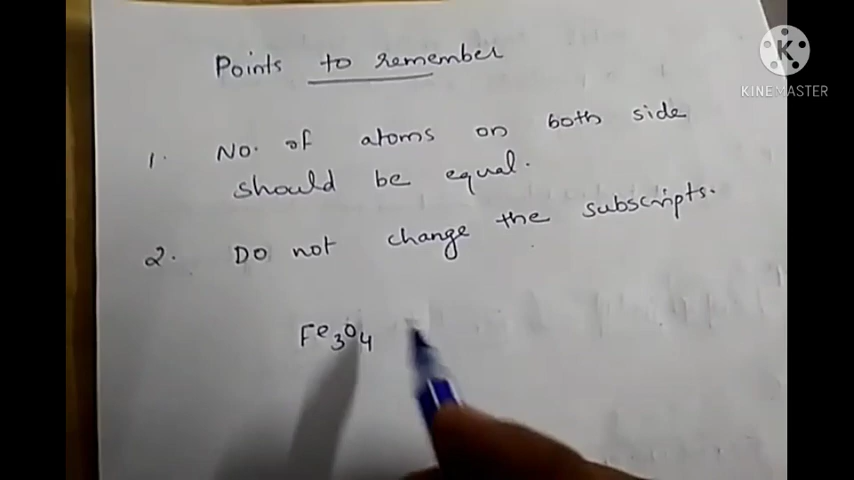 Points to remember
1. No. of atoms on both side
should be equal.
2. Do not change the subscripts.
Fe3O4
K
KINEMASTER